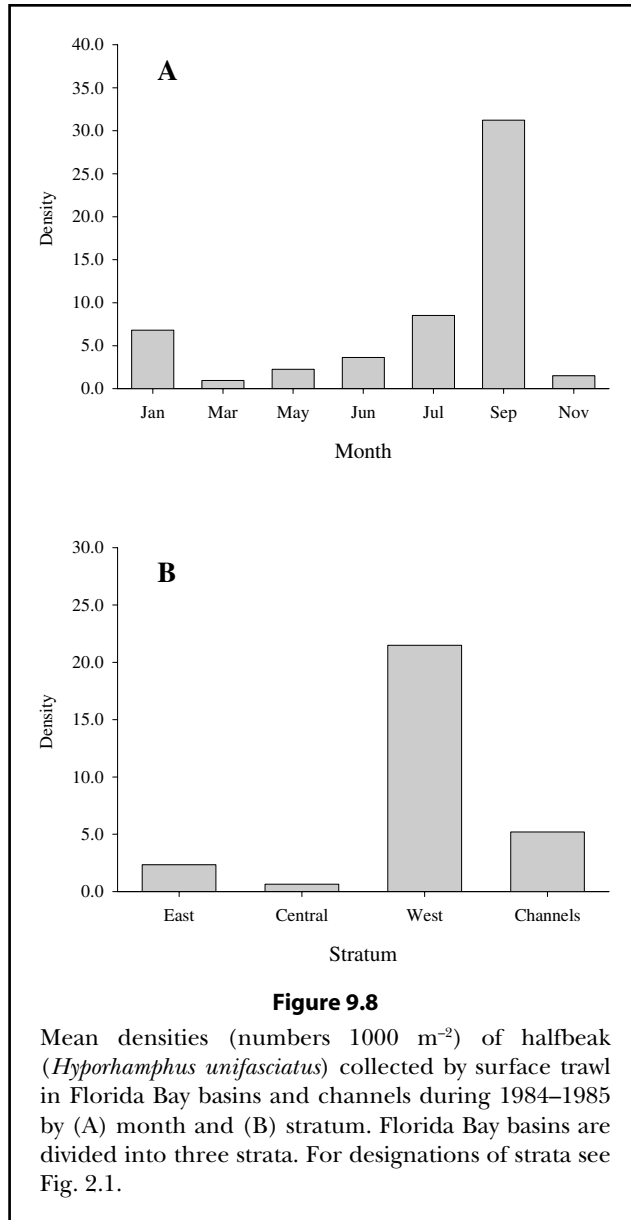 A
40.0
35.0
30.0
25.0
20.0
15.0
10.0
5.0
0.0
Density
Jan Mar May Jun Jul Sep Nov
Month
B
30.0
25.0
20.0
15.0
10.0
5.0
0.0
Density
East Central West Channels
Stratum
Figure 9.8
Mean densities (numbers 1000 m⁻²) of halfbeak
(Hyporhamphus unifasciatus) collected by surface trawl
in Florida Bay basins and channels during 1984–1985
by (A) month and (B) stratum. Florida Bay basins are
divided into three strata. For designations of strata see
Fig. 2.1.